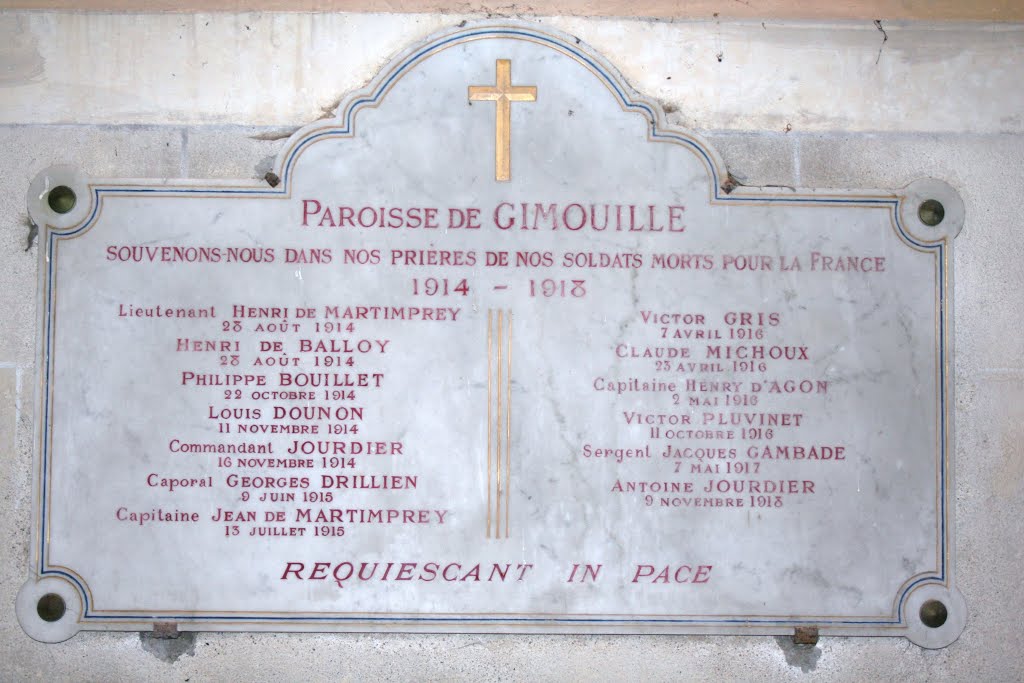 PAROISSE DE GIMOUILLE
SOUVENONS-NOUS DANS NOS PRIÈRES DE NOS SOLDATS MORTS POUR LA FRANCE
1914 - 1918
Lieutenant HENRI DE MARTIMPREY
28 AOÛT 1914
HENRI DE BALLOY
28 AOÛT 1914
PHILIPPE BOUILLET
22 OCTOBRE 1914
LOUIS DOUNON
11 NOVEMBRE 1914
Commandant JOURDIER
16 NOVEMBRE 1914
Caporal GEORGES DRILLIEN
9 JUIN 1915
Capitaine JEAN DE MARTIMPREY
13 JUILLET 1915
VICTOR GRIS
7 AVRIL 1916
CLAUDE MICHOUX
23 AVRIL 1916
Capitaine HENRY D'AGON
2 MAI 1916
VICTOR PLUVINET
11 OCTOBRE 1916
Sergent JACQUES GAMBADE
7 MAI 1917
ANTOINE JOURDIER
9 NOVEMBRE 1918
REQUIESCANT IN PACE